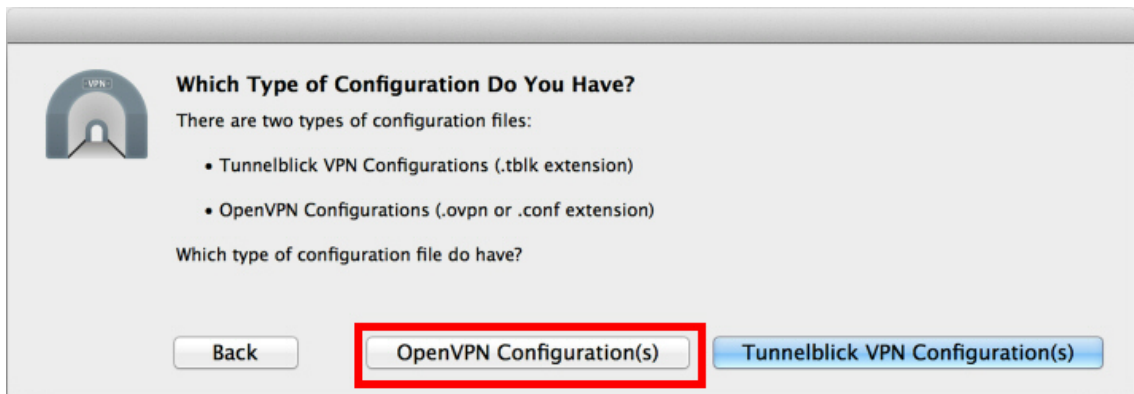 -VPN-
Which Type of Configuration Do You Have?
There are two types of configuration files:
• Tunnelblick VPN Configurations (.tblk extension)
• OpenVPN Configurations (.ovpn or .conf extension)
Which type of configuration file do have?
Back OpenVPN Configuration(s) Tunnelblick VPN Configuration(s)